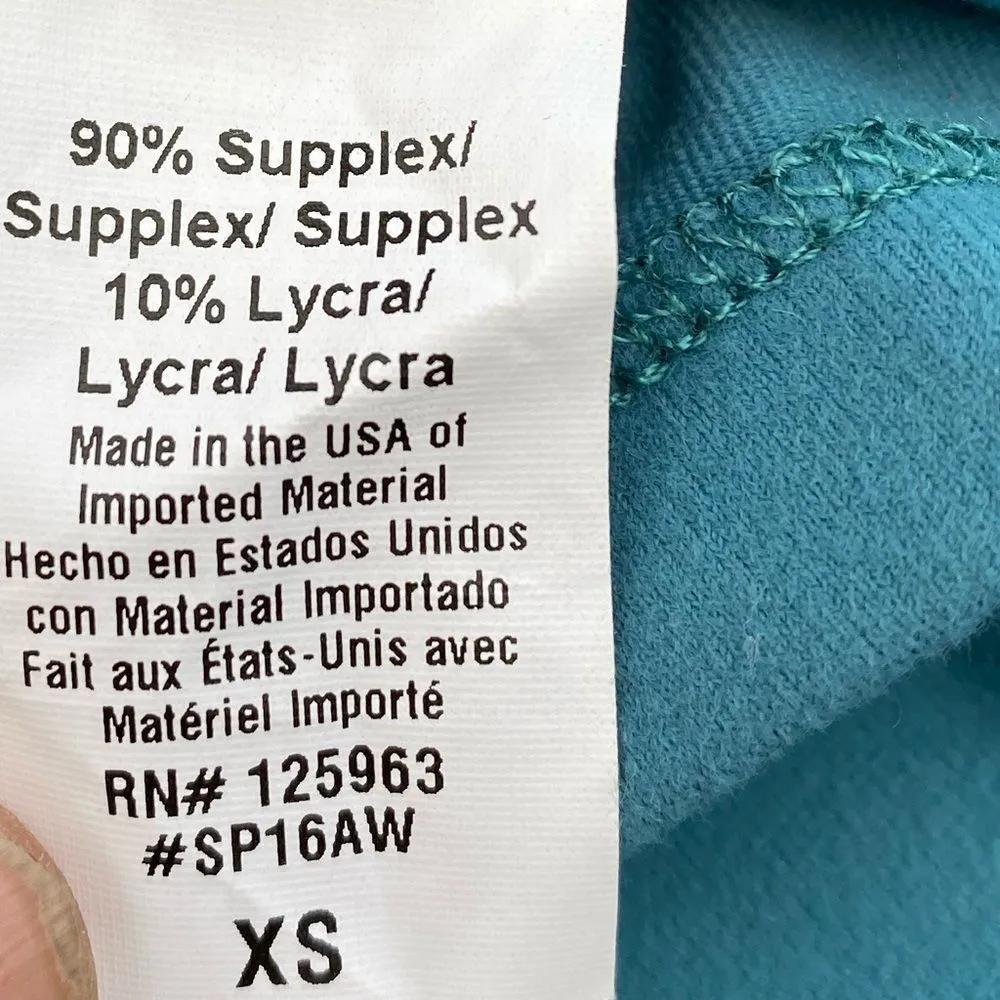 90% Supplex/
Supplex/ Supplex
10% Lycra/
Lycra/ Lycra
Made in the USA of
Imported Material
Hecho en Estados Unidos
con Material Importado
Fait aux États-Unis avec
Matériel Importé
RN# 125963
#SP16AW
XS